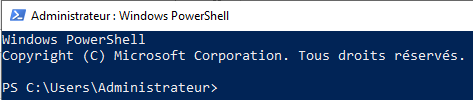 Administrateur : Windows PowerShell
Windows PowerShell
Copyright (C) Microsoft Corporation. Tous droits réservés.
PS C:\Users\Administrateur>